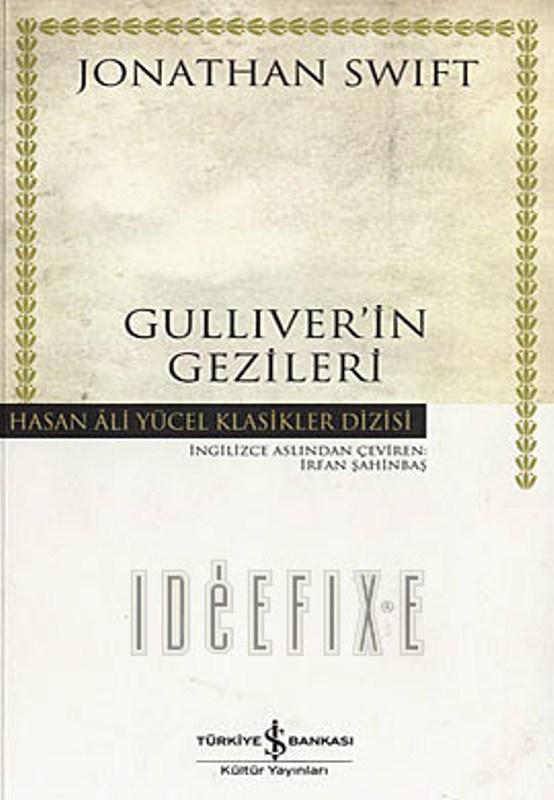 JONATHAN SWIFT
GULLIVER'İN
GEZİLERİ
HASAN ÂLİ YÜCEL KLASİKLER DİZİSİ
İNGİLİZCE ASLINDAN ÇEVİREN:
İRFAN ŞAHİNBAŞ
IDéEFIX®E
TÜRKİYE İŞ BANKASI
Kültür Yayınları